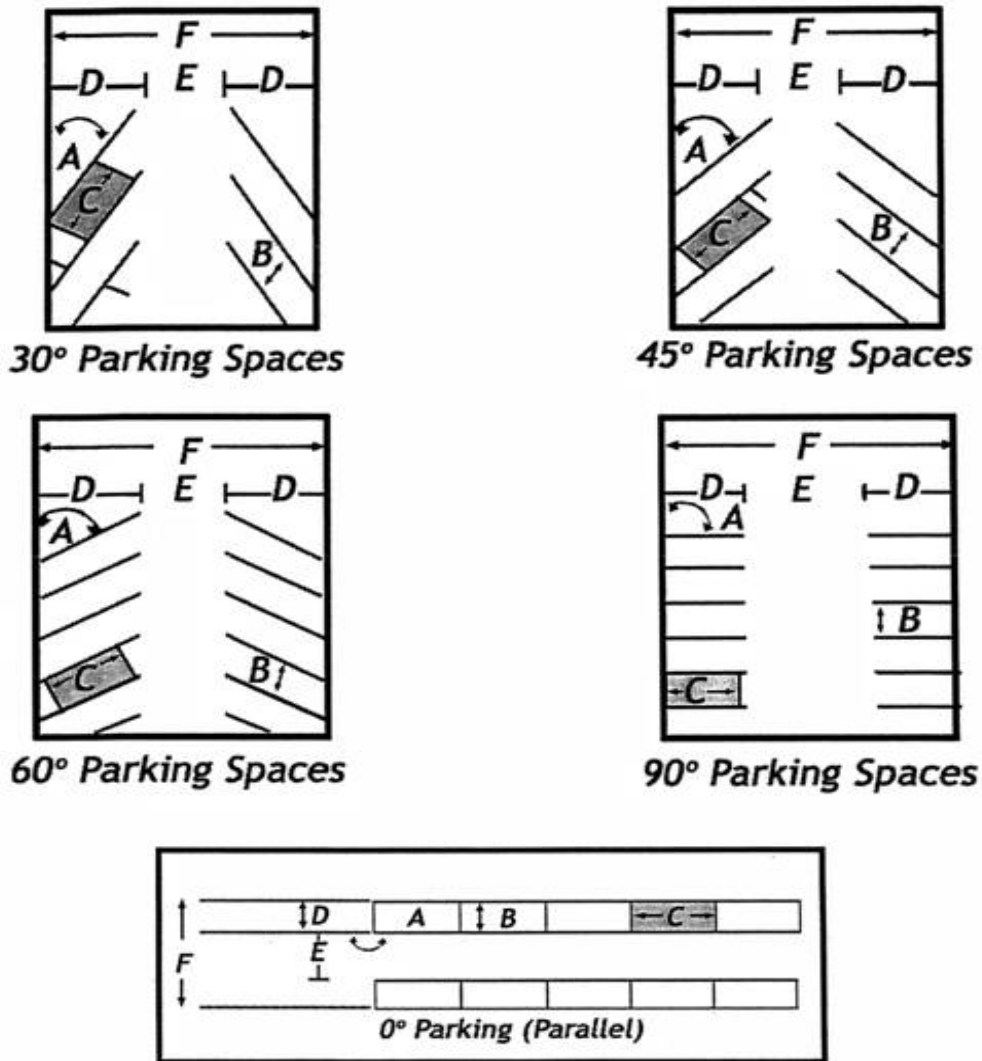 F
F
D E D
D E D
A
A
C
C
B
B
30° Parking Spaces
45° Parking Spaces
F
F
D E D
D E D
A
A
B
C
B
C
60° Parking Spaces
90° Parking Spaces
D A B C
E
F
0° Parking (Parallel)